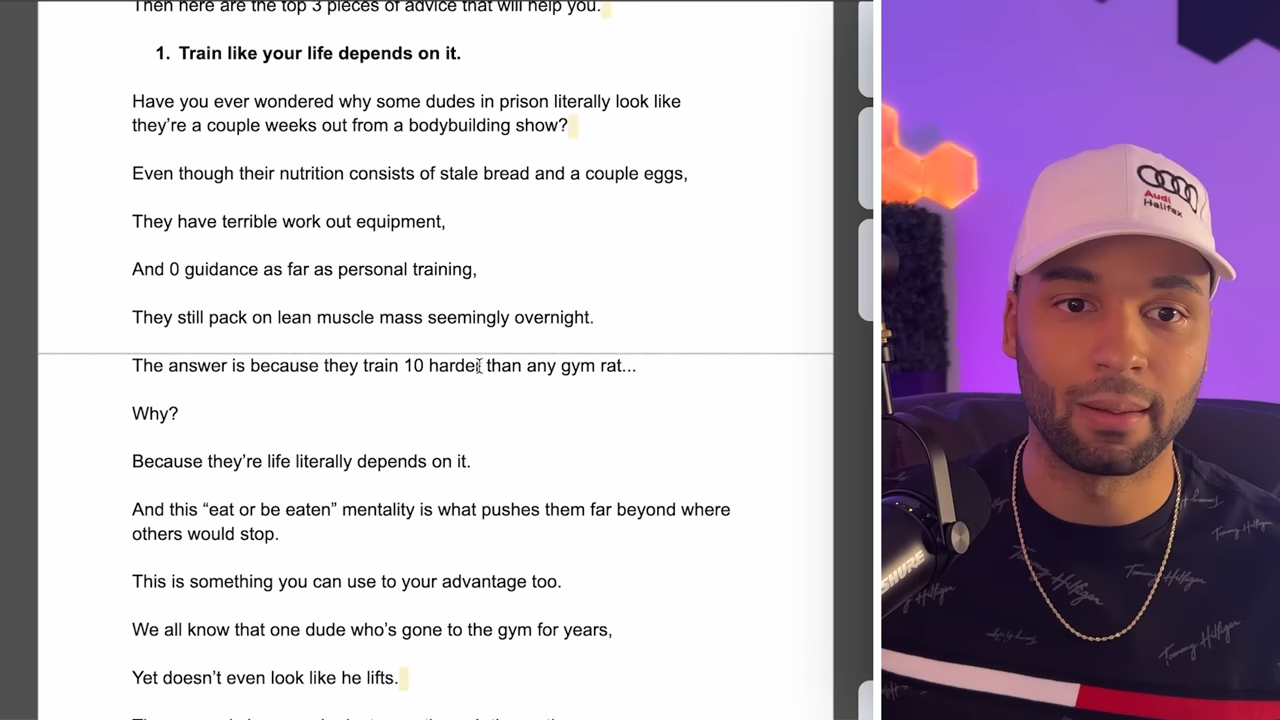 Then here are the top 3 pieces of advice that will help you.
1. Train like your life depends on it.
Have you ever wondered why some dudes in prison literally look like
they're a couple weeks out from a bodybuilding show?
Even though their nutrition consists of stale bread and a couple eggs,
They have terrible work out equipment,
And 0 guidance as far as personal training,
They still pack on lean muscle mass seemingly overnight.
The answer is because they train 10 harder than any gym rat...
Why?
Because they're life literally depends on it.
And this “eat or be eaten” mentality is what pushes them far beyond where
others would stop.
This is something you can use to your advantage too.
We all know that one dude who's gone to the gym for years,
Yet doesn't even look like he lifts.
Audi
Halifax
SHURE
Tommy Hilfiger
Tommy Hilfiger
Tommy Hilfiger
Tommy Hilfiger